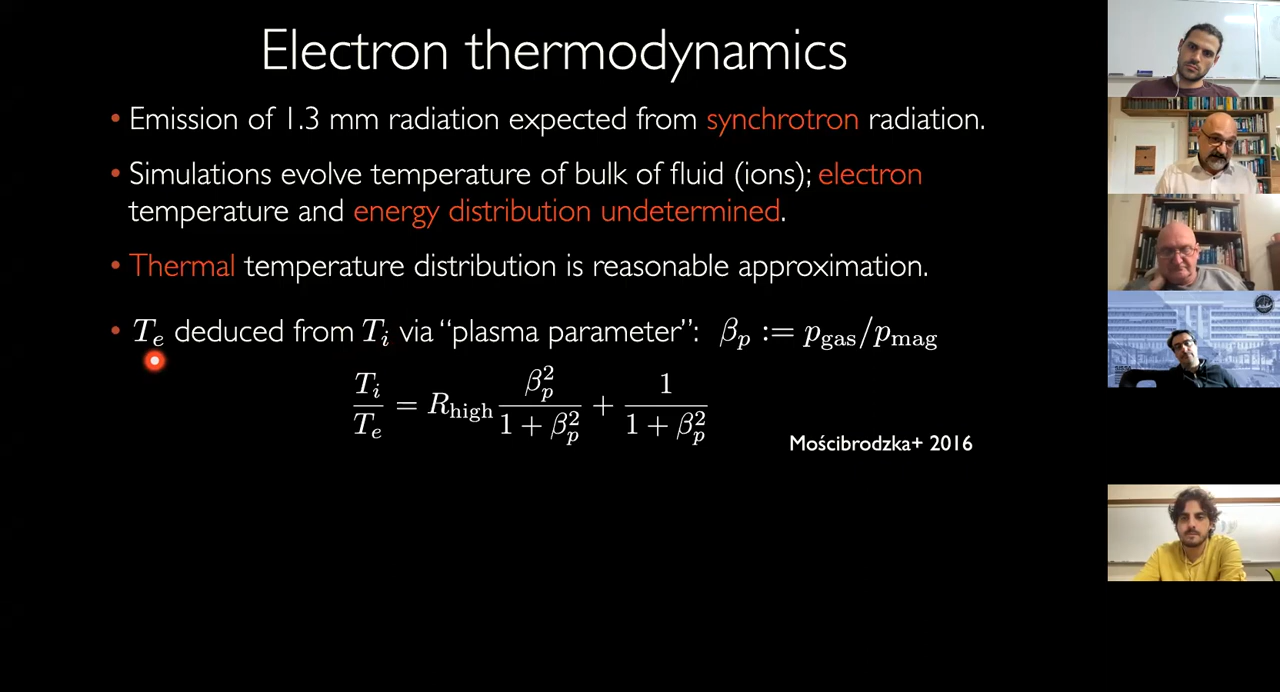 Electron thermodynamics
• Emission of 1.3 mm radiation expected from synchrotron radiation.
• Simulations evolve temperature of bulk of fluid (ions); electron
temperature and energy distribution undetermined.
• Thermal temperature distribution is reasonable approximation.
• T_e deduced from T_i via “plasma parameter”: β_p := p_gas/p_mag
T_i/T_e = R_high β_p^2/(1 + β_p^2) + 1/(1 + β_p^2)
Mościbrodzka+ 2016